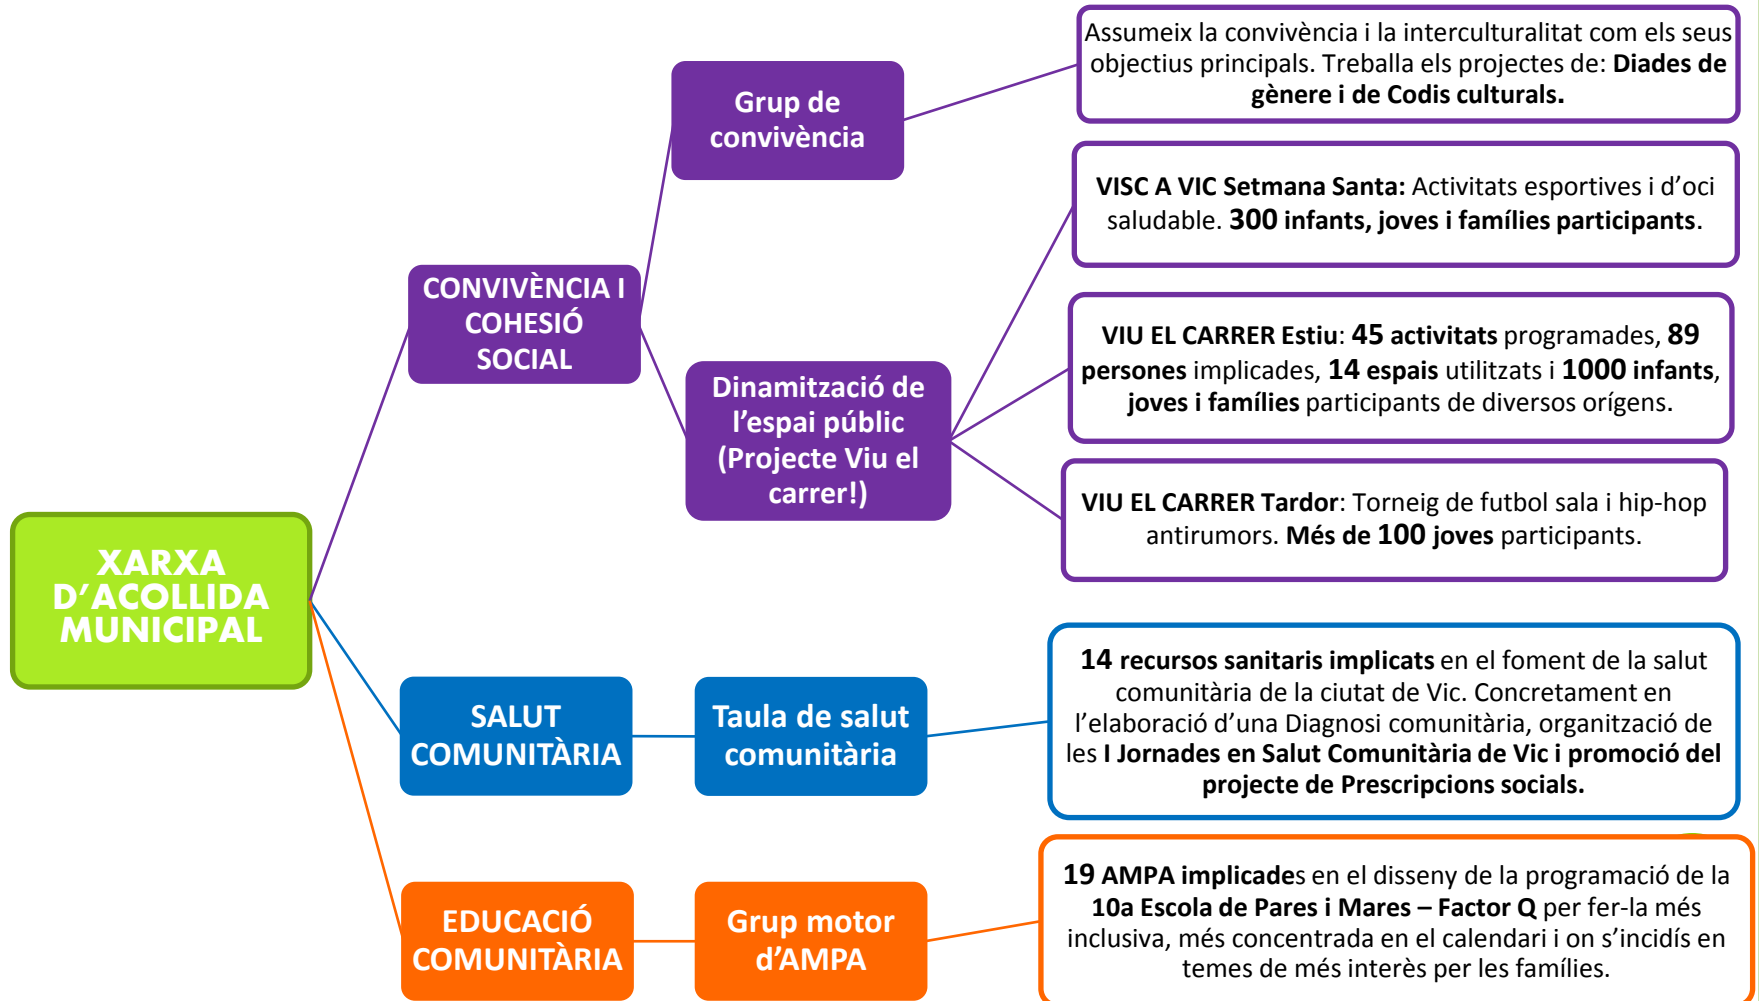 XARXA
D'ACOLLIDA
MUNICIPAL
CONVIVÈNCIA I
COHESIÓ
SOCIAL
Grup de
convivència
Assumeix la convivència i la interculturalitat com els seus
objectius principals. Treballa els projectes de: Diades de
gènere i de Codis culturals.
Dinamització de
l'espai públic
(Projecte Viu el
carrer!)
VISC A VIC Setmana Santa: Activitats esportives i d'oci
saludable. 300 infants, joves i famílies participants.
VIU EL CARRER Estiu: 45 activitats programades, 89
persones implicades, 14 espais utilitzats i 1000 infants,
joves i famílies participants de diversos orígens.
VIU EL CARRER Tardor: Torneig de futbol sala i hip-hop
antirumors. Més de 100 joves participants.
SALUT
COMUNITÀRIA
Taula de salut
comunitària
14 recursos sanitaris implicats en el foment de la salut
comunitària de la ciutat de Vic. Concretament en
l'elaboració d'una Diagnosi comunitària, organització de
les I Jornades en Salut Comunitària de Vic i promoció del
projecte de Prescripcions socials.
EDUCACIÓ
COMUNITÀRIA
Grup motor
d'AMPA
19 AMPA implicades en el disseny de la programació de la
10a Escola de Pares i Mares – Factor Q per fer-la més
inclusiva, més concentrada en el calendari i on s'incidís en
temes de més interès per les famílies.